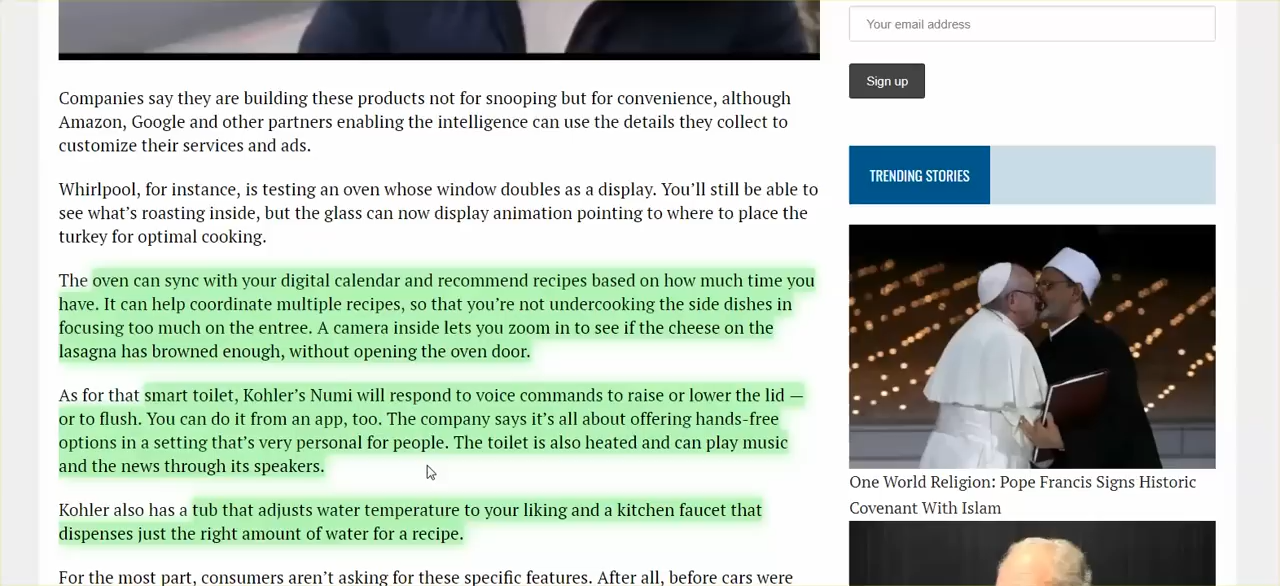 Companies say they are building these products not for snooping but for convenience, although
Amazon, Google and other partners enabling the intelligence can use the details they collect to
customize their services and ads.
Whirlpool, for instance, is testing an oven whose window doubles as a display. You’ll still be able to
see what’s roasting inside, but the glass can now display animation pointing to where to place the
turkey for optimal cooking.
The oven can sync with your digital calendar and recommend recipes based on how much time you
have. It can help coordinate multiple recipes, so that you’re not undercooking the side dishes in
focusing too much on the entree. A camera inside lets you zoom in to see if the cheese on the
lasagna has browned enough, without opening the oven door.
As for that smart toilet, Kohler’s Numi will respond to voice commands to raise or lower the lid —
or to flush. You can do it from an app, too. The company says it’s all about offering hands-free
options in a setting that’s very personal for people. The toilet is also heated and can play music
and the news through its speakers.
Kohler also has a tub that adjusts water temperature to your liking and a kitchen faucet that
dispenses just the right amount of water for a recipe.
For the most part, consumers aren’t asking for these specific features. After all, before cars were
Your email address
Sign up
TRENDING STORIES
One World Religion: Pope Francis Signs Historic
Covenant With Islam